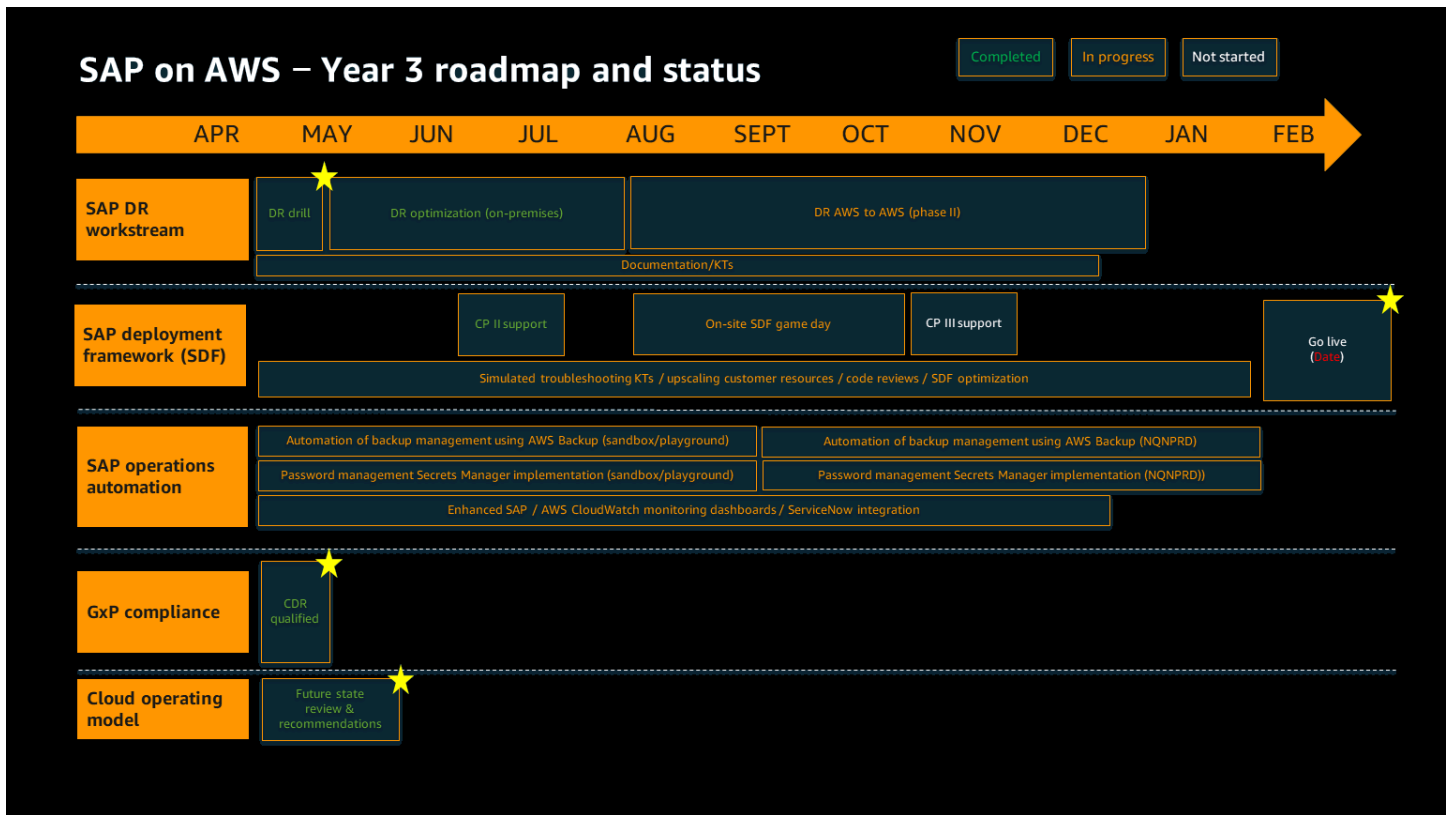 SAP on AWS – Year 3 roadmap and status
Completed
In progress
Not started
APR MAY JUN JUL AUG SEPT OCT NOV DEC JAN FEB
SAP DR
workstream
DR drill
DR optimization (on-premises)
DR AWS to AWS (phase II)
Documentation/KTs
SAP deployment
framework (SDF)
CP II support
On-site SDF game day
CP III support
Go live
(Date)
Simulated troubleshooting KTs / upscaling customer resources / code reviews / SDF optimization
SAP operations
automation
Automation of backup management using AWS Backup (sandbox/playground)
Automation of backup management using AWS Backup (NQNPRD)
Password management Secrets Manager implementation (sandbox/playground)
Password management Secrets Manager implementation (NQNPRD))
Enhanced SAP / AWS CloudWatch monitoring dashboards / ServiceNow integration
GxP compliance
CDR
qualified
Cloud operating
model
Future state
review &
recommendations